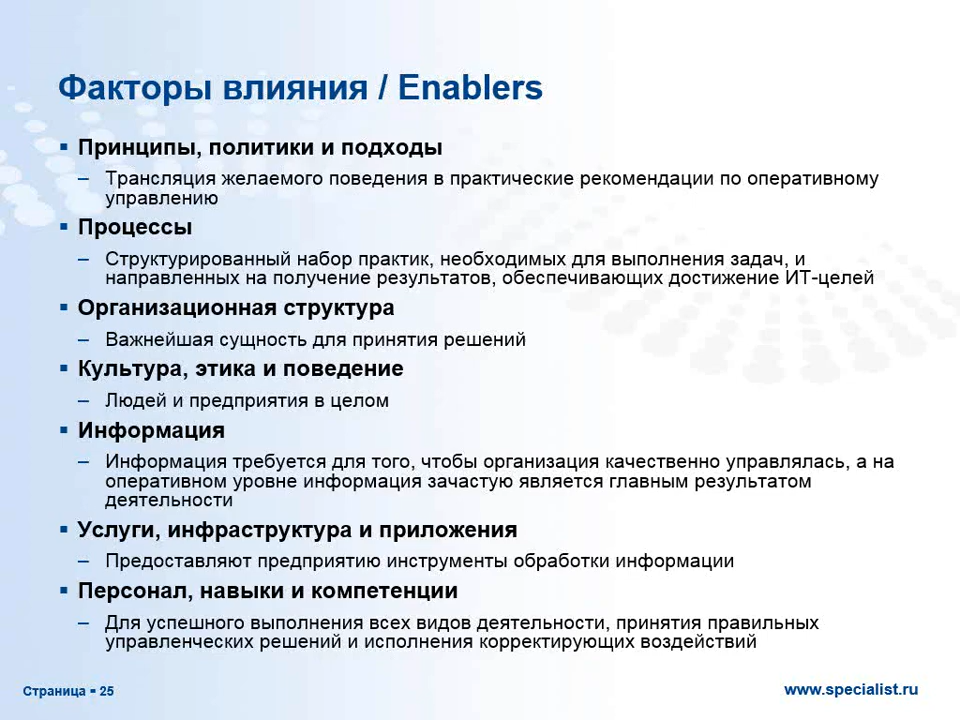 Факторы влияния / Enablers
▪ Принципы, политики и подходы
– Трансляция желаемого поведения в практические рекомендации по оперативному
управлению
▪ Процессы
– Структурированный набор практик, необходимых для выполнения задач, и
направленных на получение результатов, обеспечивающих достижение ИТ-целей
▪ Организационная структура
– Важнейшая сущность для принятия решений
▪ Культура, этика и поведение
– Людей и предприятия в целом
▪ Информация
– Информация требуется для того, чтобы организация качественно управлялась, а на
оперативном уровне информация зачастую является главным результатом
деятельности
▪ Услуги, инфраструктура и приложения
– Предоставляют предприятию инструменты обработки информации
▪ Персонал, навыки и компетенции
– Для успешного выполнения всех видов деятельности, принятия правильных
управленческих решений и исполнения корректирующих воздействий
Страница ▪ 25
www.specialist.ru